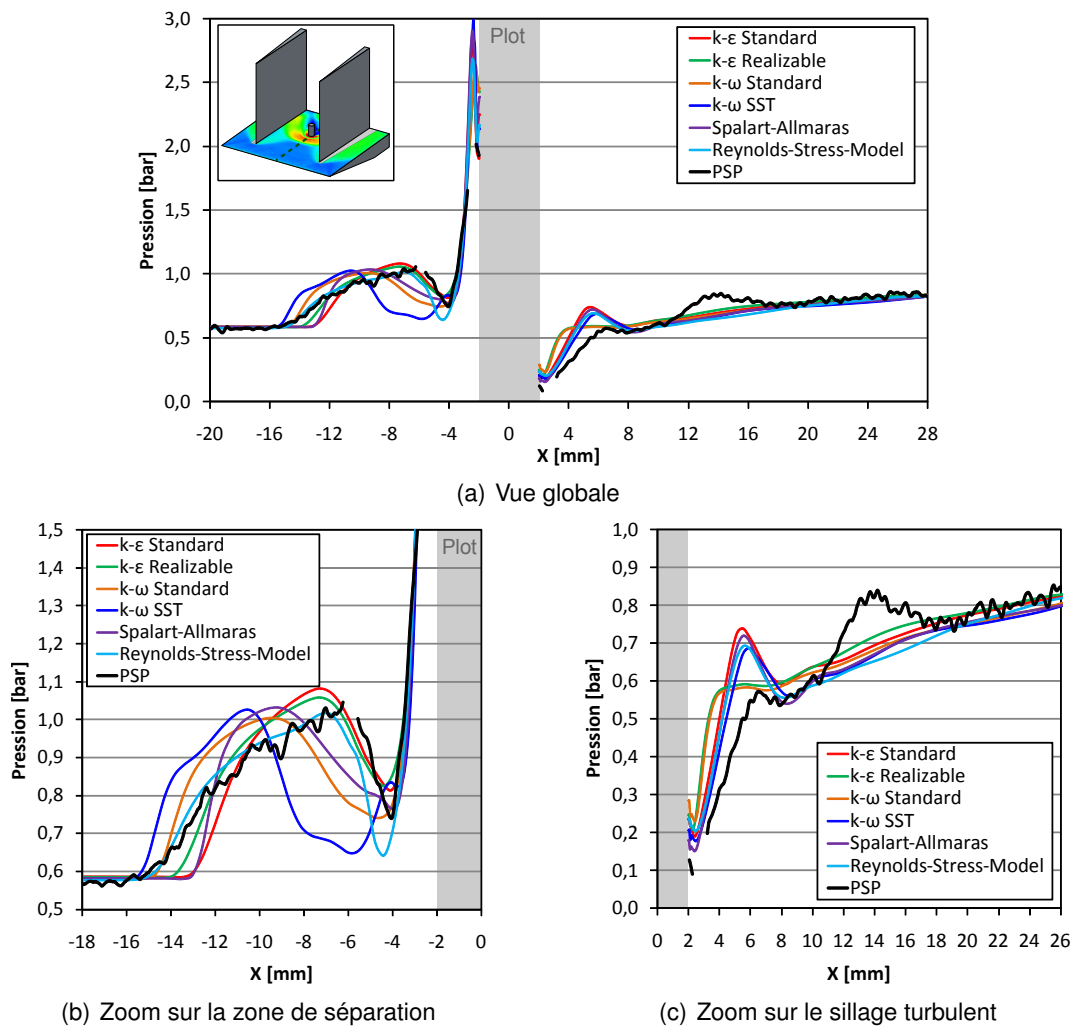 3,0
2,5
2,0
1,5
1,0
0,5
0,0
Pression [bar]
Plot
k-ε Standard
k-ε Realizable
k-ω Standard
k-ω SST
Spalart-Allmaras
Reynolds-Stress-Model
PSP
-20 -16 -12 -8 -4 0 4 8 12 16 20 24 28
X [mm]
(a) Vue globale
1,5
1,4
1,3
1,2
1,1
1,0
0,9
0,8
0,7
0,6
0,5
Pression [bar]
k-ε Standard
k-ε Realizable
k-ω Standard
k-ω SST
Spalart-Allmaras
Reynolds-Stress-Model
PSP
Plot
-18 -16 -14 -12 -10 -8 -6 -4 -2 0
X [mm]
(b) Zoom sur la zone de séparation
1,0
0,9
0,8
0,7
0,6
0,5
0,4
0,3
0,2
0,1
0,0
Pression [bar]
k-ε Standard
k-ε Realizable
k-ω Standard
k-ω SST
Spalart-Allmaras
Reynolds-Stress-Model
PSP
0 2 4 6 8 10 12 14 16 18 20 22 24 26
X [mm]
(c) Zoom sur le sillage turbulent